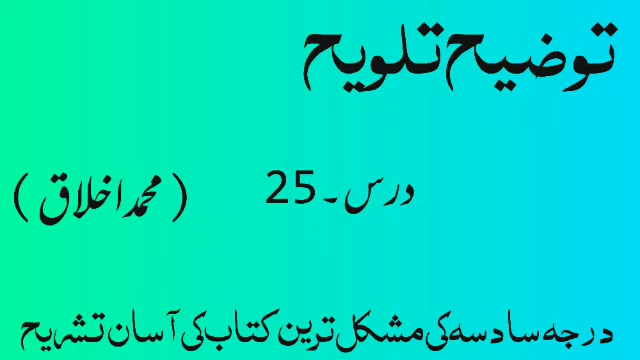 توضیح تلویح
درس۔25 (محمد اخلاق)
درجہ سادسہ کی مشکل ترین کتاب کی آسان تشریح